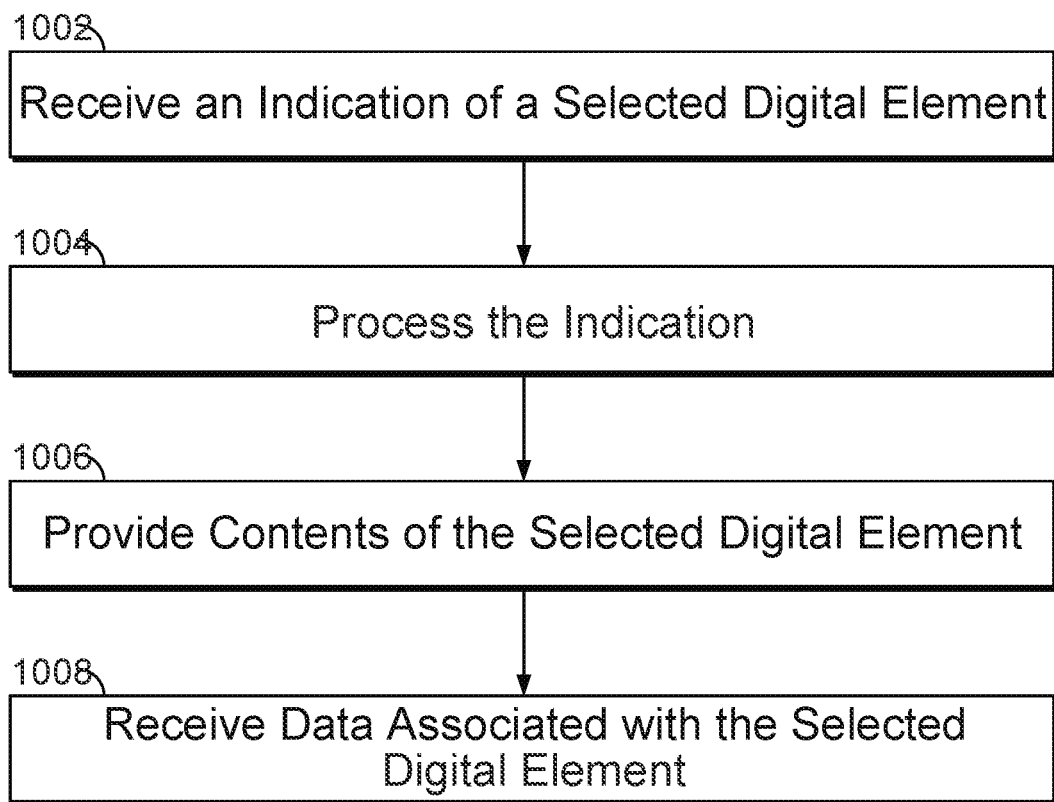 1002
Receive an Indication of a Selected Digital Element
1004
Process the Indication
1006
Provide Contents of the Selected Digital Element
1008
Receive Data Associated with the Selected
Digital Element